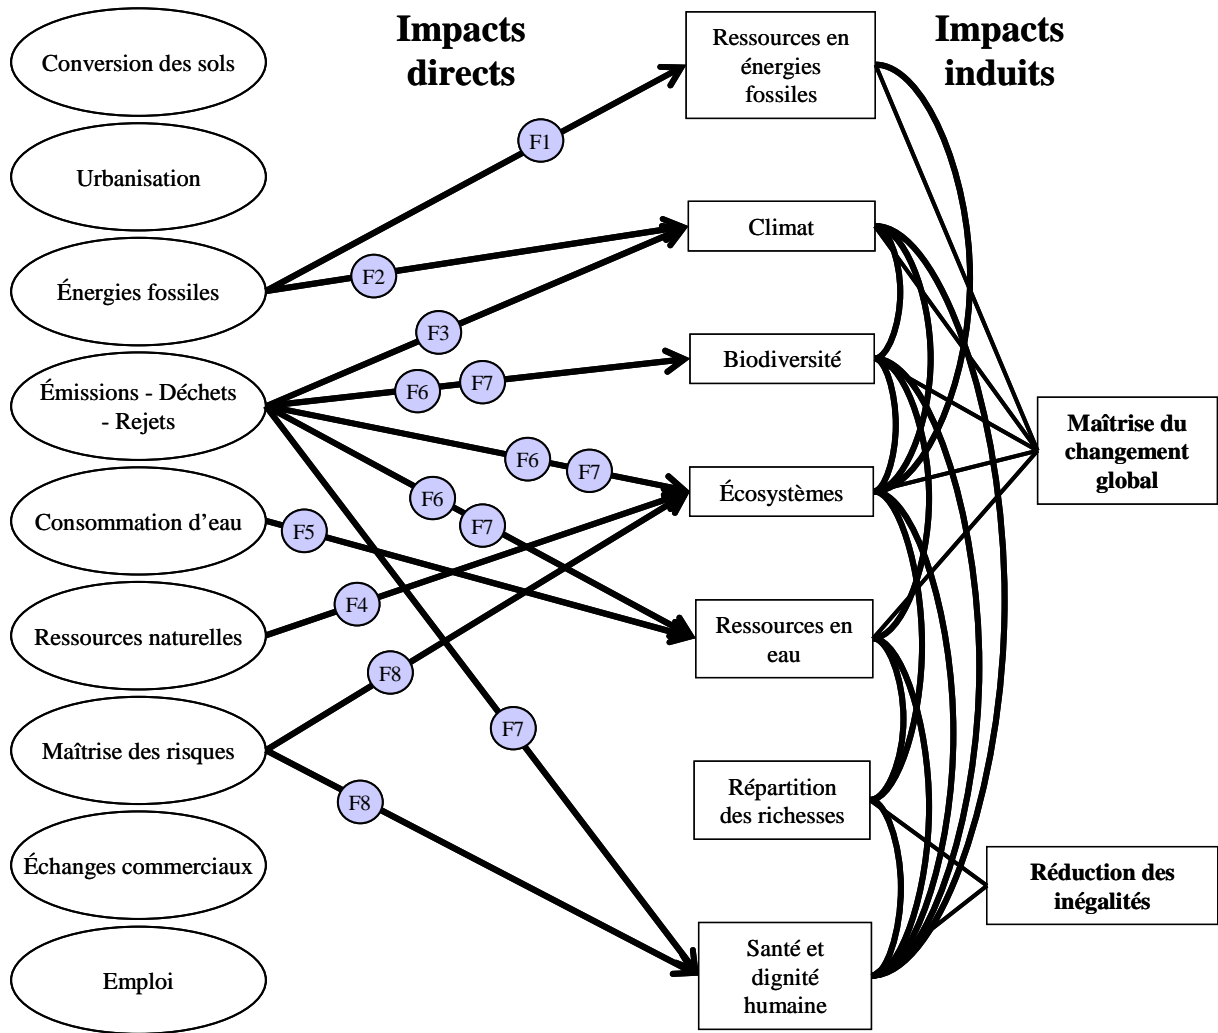 Impacts
directs
Impacts
induits
Conversion des sols
Urbanisation
Énergies fossiles
Émissions - Déchets
- Rejets
Consommation d’eau
Ressources naturelles
Maîtrise des risques
Échanges commerciaux
Emploi
F1
F2
F3
F6
F7
F6
F7
F6
F7
F5
F4
F8
F7
F8
Ressources en
énergies
fossiles
Climat
Biodiversité
Écosystèmes
Ressources en
eau
Répartition
des richesses
Santé et
dignité
humaine
Maîtrise du
changement
global
Réduction des
inégalités